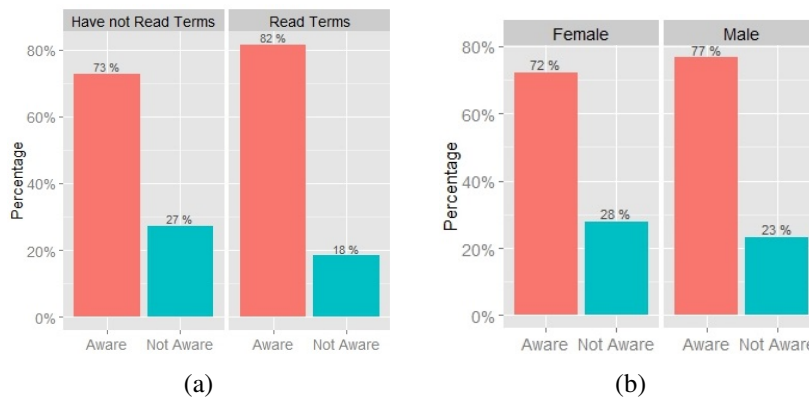 Have not Read Terms Read Terms
82 %
80%
73 %
60%
Percentage
40%
27 %
20%
18 %
0%
Aware Not Aware Aware Not Aware
(a)
Female Male
80%
77 %
72 %
60%
Percentage
40%
28 %
23 %
20%
0%
Aware Not Aware Aware Not Aware
(b)